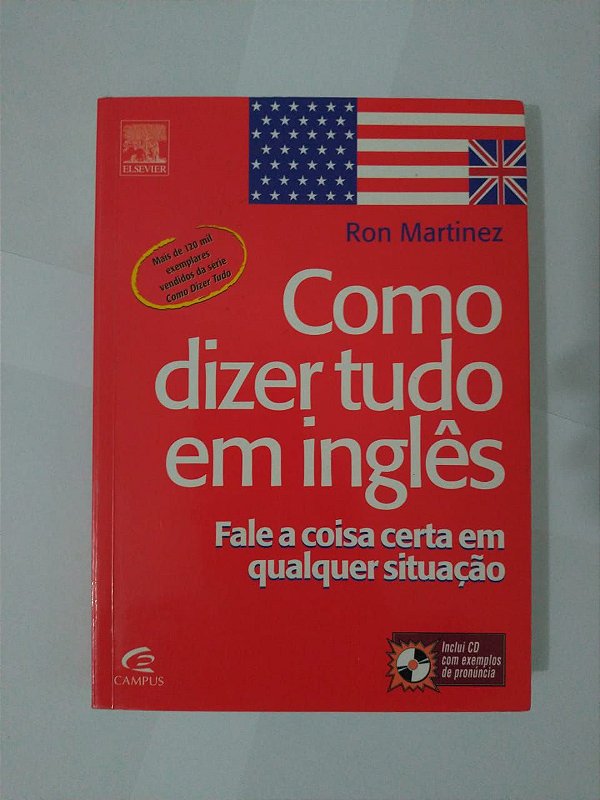 ELSEVIER
Ron Martinez
Mais de 120 mil
exemplares
vendidos da série
Como Dizer Tudo
Como
dizer tudo
em inglês
Fale a coisa certa em
qualquer situação
Inclui CD
com exemplos
de pronúncia
CAMPUS